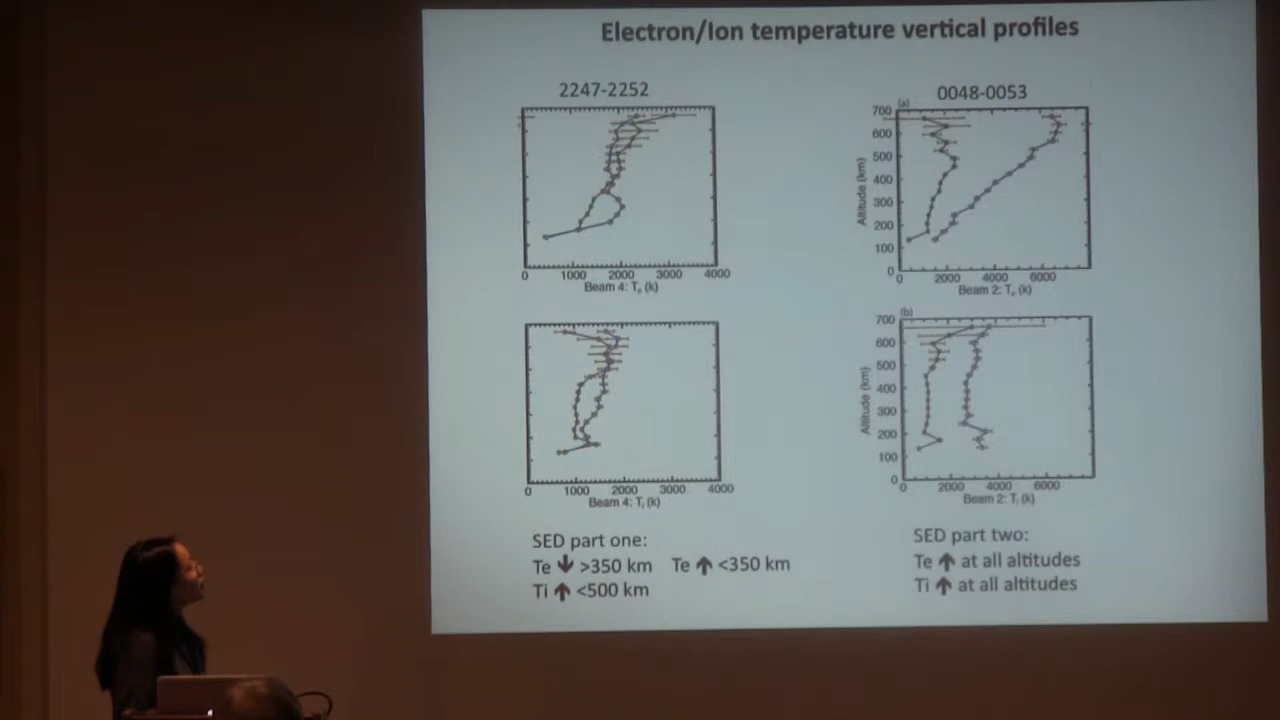 Electron/Ion temperature vertical profiles
2247-2252
0048-0053
0 1000 2000 3000 4000
Beam 4: Te (k)
(a)
700
600
500
400
300
200
100
0
Altitude (km)
0 2000 4000 6000
Beam 2: Te (k)
0 1000 2000 3000 4000
Beam 4: Ti (k)
(b)
700
600
500
400
300
200
100
0
Altitude (km)
0 2000 4000 6000
Beam 2: Ti (k)
SED part one:
Te ↓ >350 km Te ↑ <350 km
Ti ↑ <500 km
SED part two:
Te ↑ at all altitudes
Ti ↑ at all altitudes